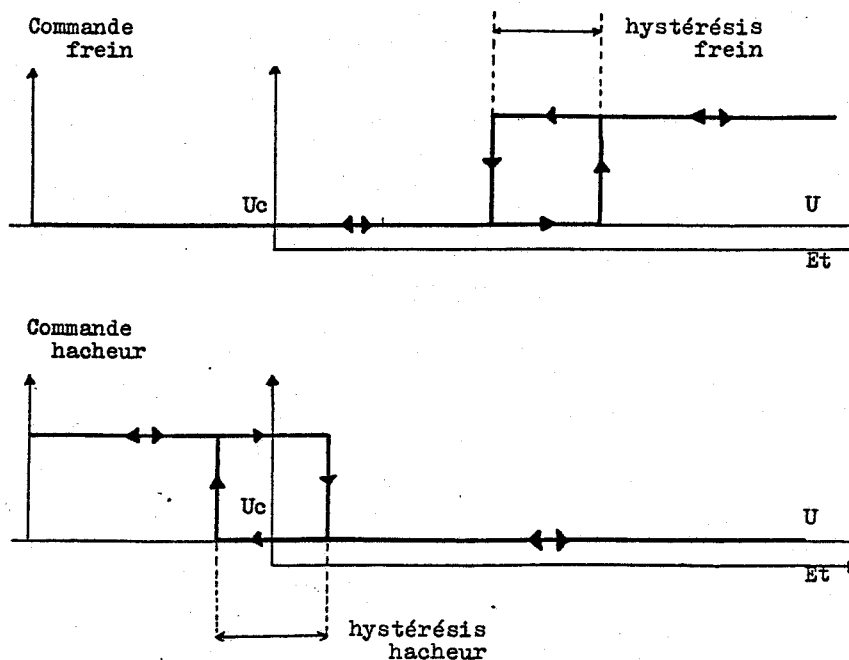 Commande
frein
hystérésis
frein
Uc
U
Et
Commande
hacheur
Uc
U
Et
hystérésis
hacheur